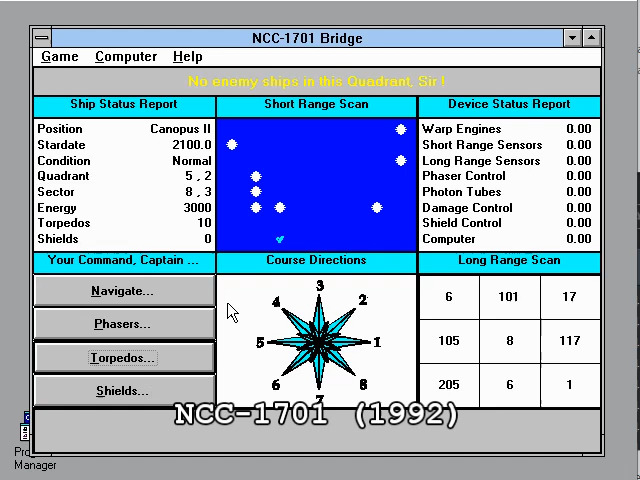 NCC-1701 Bridge
Game Computer Help
No enemy ships in this Quadrant, Sir !
Ship Status Report
Position Canopus II
Stardate 2100.0
Condition Normal
Quadrant 5 , 2
Sector 8 , 3
Energy 3000
Torpedos 10
Shields 0
Short Range Scan
Device Status Report
Warp Engines 0.00
Short Range Sensors 0.00
Long Range Sensors 0.00
Phaser Control 0.00
Photon Tubes 0.00
Damage Control 0.00
Shield Control 0.00
Computer 0.00
Your Command, Captain ...
Navigate...
Phasers...
Torpedos...
Shields...
Course Directions
3
4 2
5 1
6 8
7
Long Range Scan
6 101 17
105 8 117
205 6 1
NCC-1701 (1992)
Manager